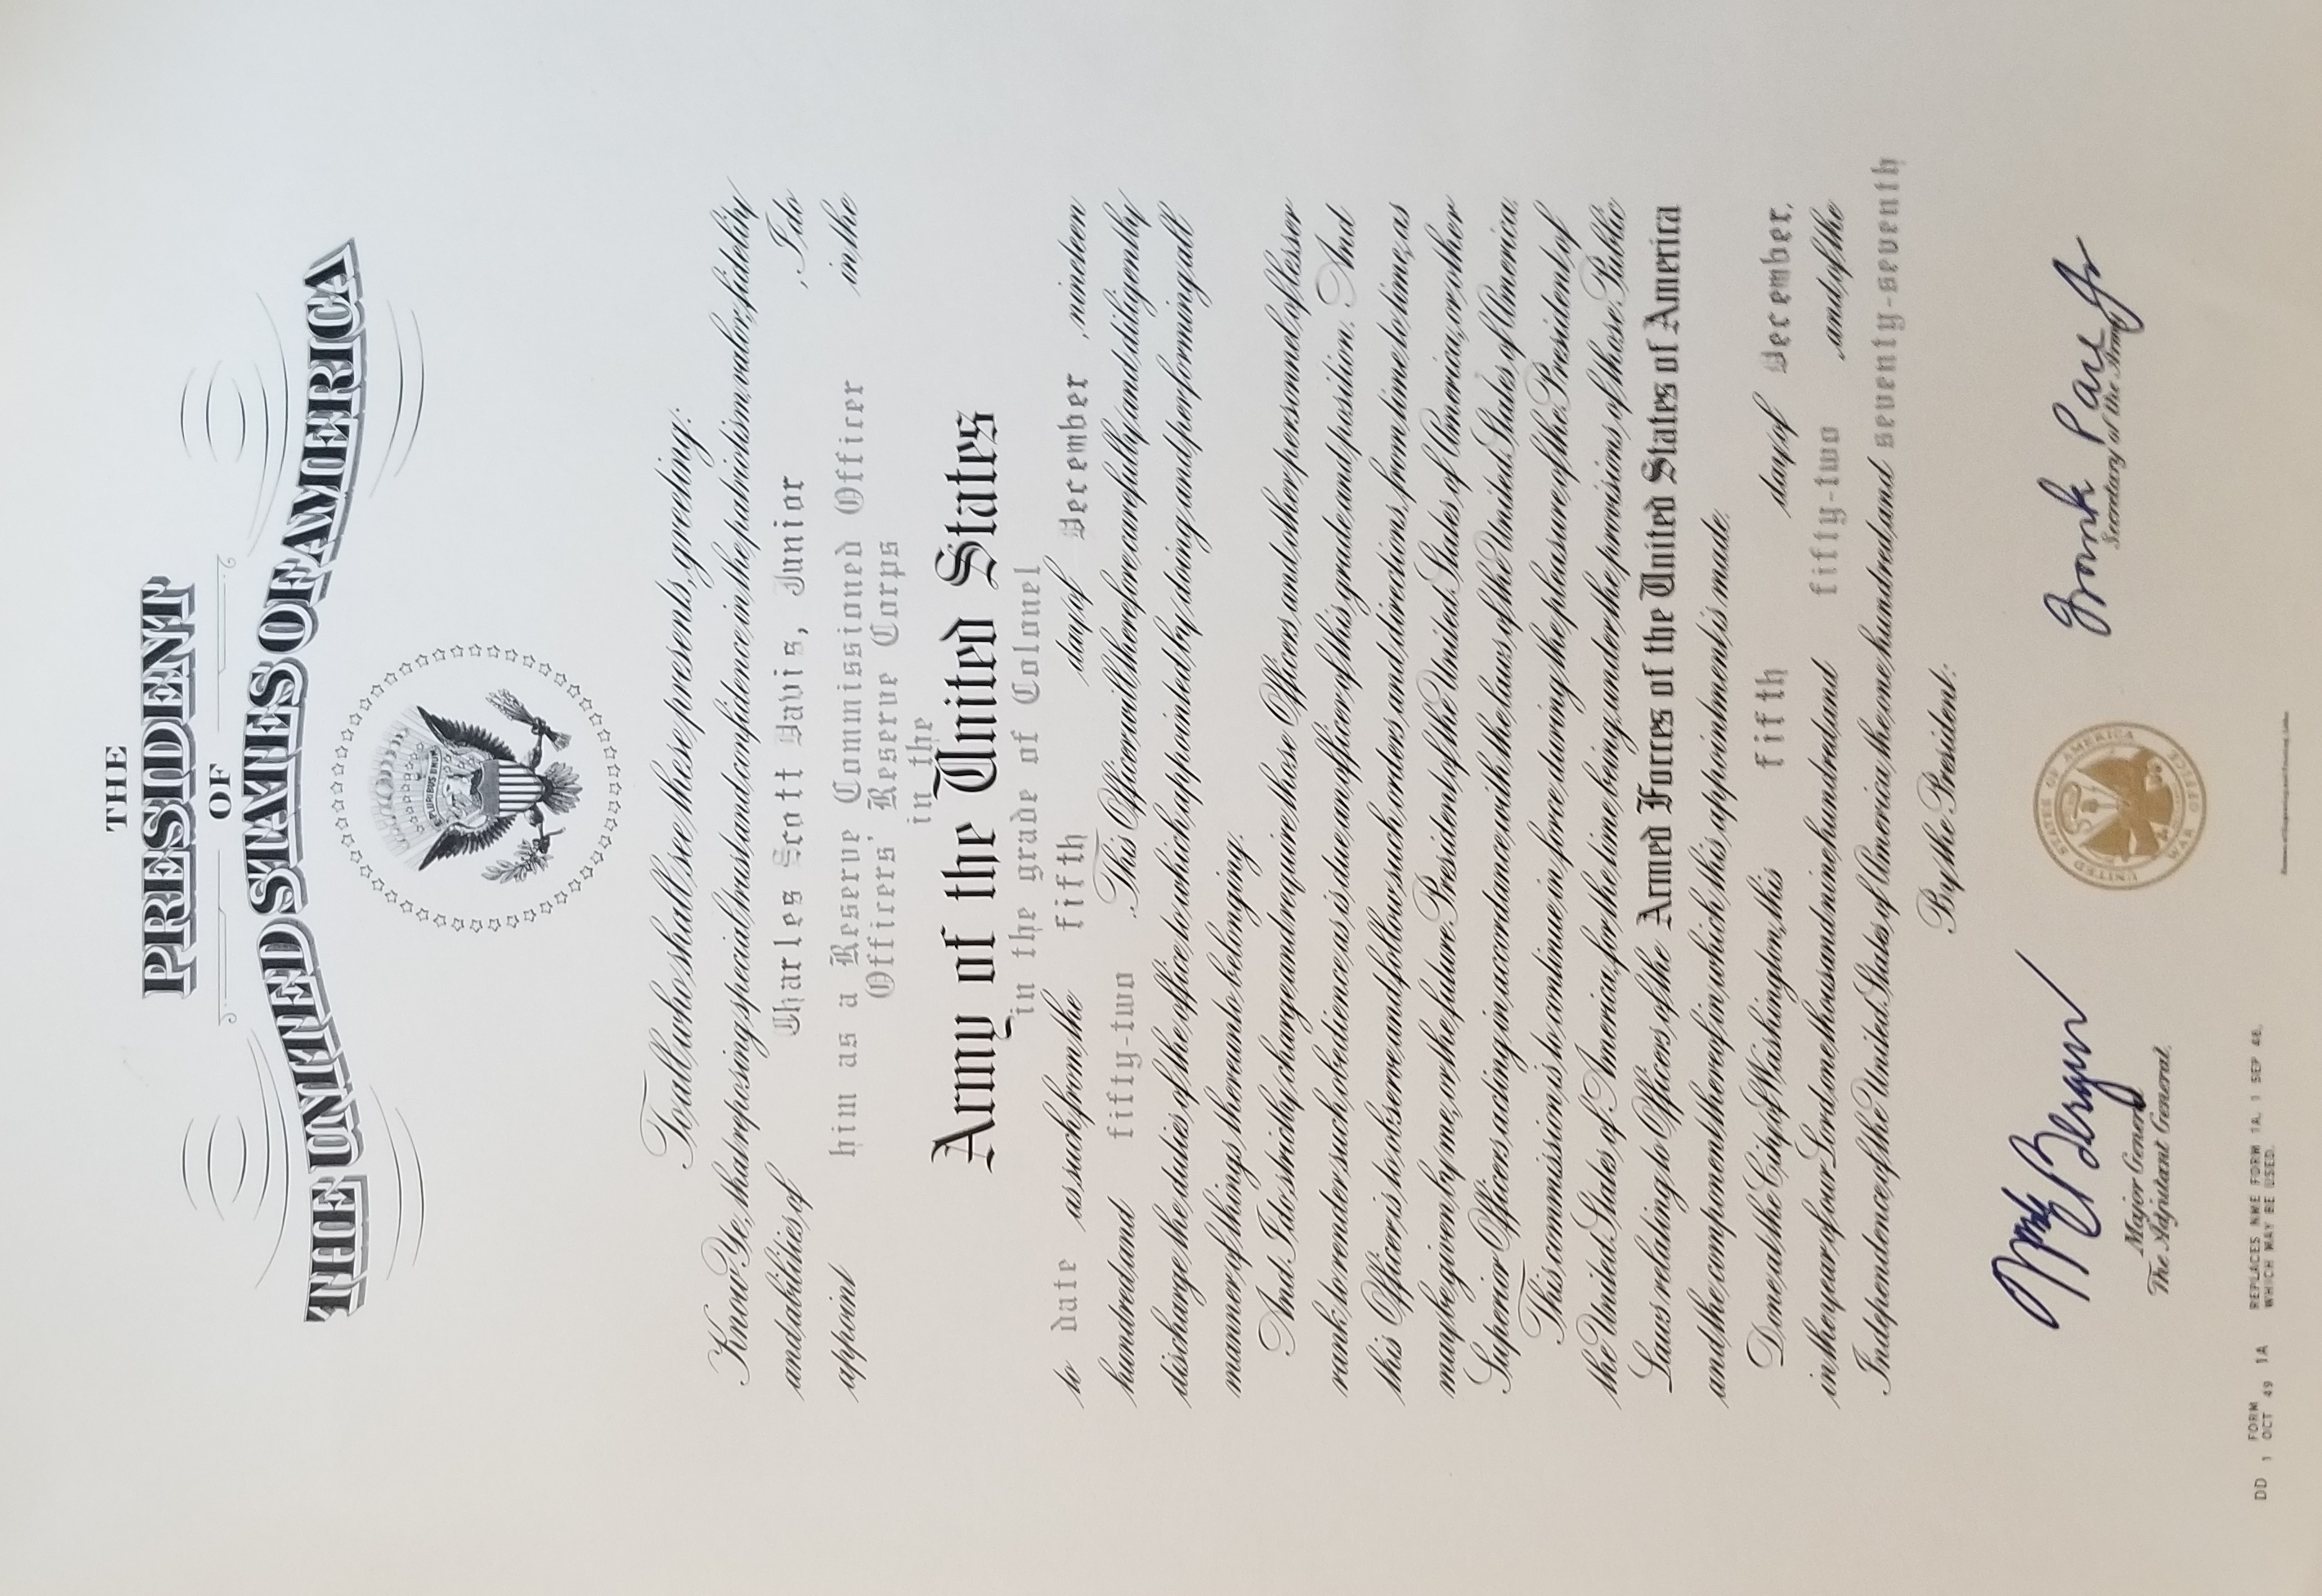 THE
PRESIDENT
OF
THE UNITED STATES OF AMERICA
E PLURIBUS UNUM
To all who shall see these presents, greeting:
Know Ye, that reposing special trust and confidence in the patriotism, valor, fidelity
and abilities of Charles Scott Davis, Junior , I do
appoint him as a Reserve Commissioned Officer in the
Officers' Reserve Corps
in the
Army of the United States
in the grade of Colonel
to date as such from the fifth day of December , nineteen
hundred and fifty-two . This Officer will therefore carefully and diligently
discharge the duties of the office to which appointed by doing and performing all
manner of things thereunto belonging.
And I do strictly charge and require those Officers and other personnel of lesser
rank to render such obedience as is due an officer of this grade and position. And
this Officer is to observe and follow such orders and directions, from time to time, as
may be given by me, or the future President of the United States of America, or other
Superior Officers acting in accordance with the laws of the United States of America.
This commission is to continue in force during the pleasure of the President of
the United States of America, for the time being, under the provisions of those Public
Laws relating to Officers of the Armed Forces of the United States of America
and the component thereof in which this appointment is made.
Done at the City of Washington, this fifth day of December,
in the year of our Lord one thousand nine hundred and fifty-two and of the
Independence of the United States of America the one hundred and seventy-seventh
By the President:
Wm E Bergin
Major General
The Adjutant General.
UNITED STATES OF AMERICA
WAR OFFICE
Frank Pace Jr
Secretary of the Army
DD FORM 1 OCT 49 1A REPLACES NME FORM 1A, 1 SEP 48,
WHICH MAY BE USED.